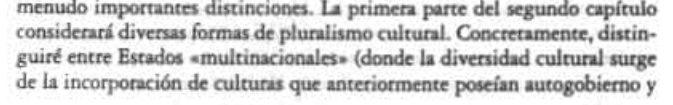 menudo importantes distinciones. La primera parte del segundo capítulo
considerará diversas formas de pluralismo cultural. Concretamente, distin-
guiré entre Estados «multinacionales» (donde la diversidad cultural surge
de la incorporación de culturas que anteriormente poseían autogobierno y